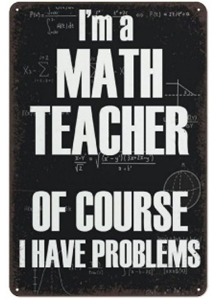 I'm a
MATH
TEACHER
OF COURSE
I HAVE PROBLEMS